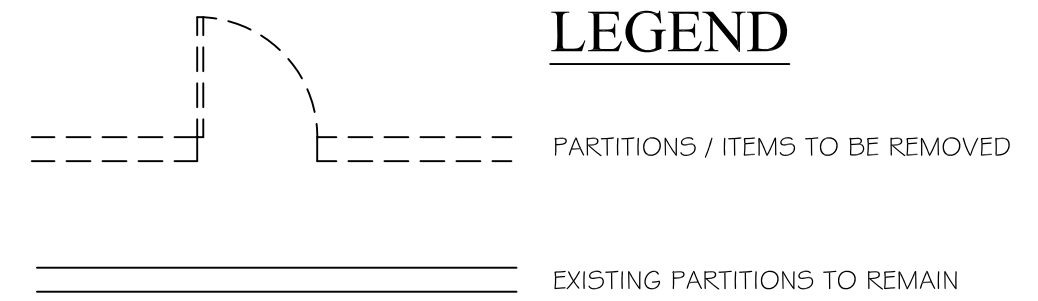 LEGEND
PARTITIONS / ITEMS TO BE REMOVED
EXISTING PARTITIONS TO REMAIN